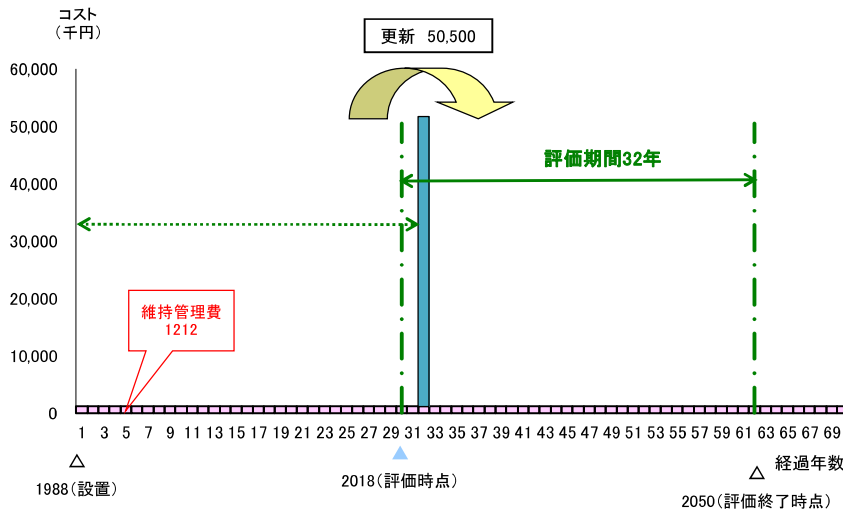 コスト
（千円）
更新 50,500
60,000
50,000
40,000
30,000
20,000
10,000
0
評価期間32年
維持管理費
1212
1 3 5 7 9 11 13 15 17 19 21 23 25 27 29 31 33 35 37 39 41 43 45 47 49 51 53 55 57 59 61 63 65 67 69
経過年数
1988（設置）
2018（評価時点）
2050（評価終了時点）